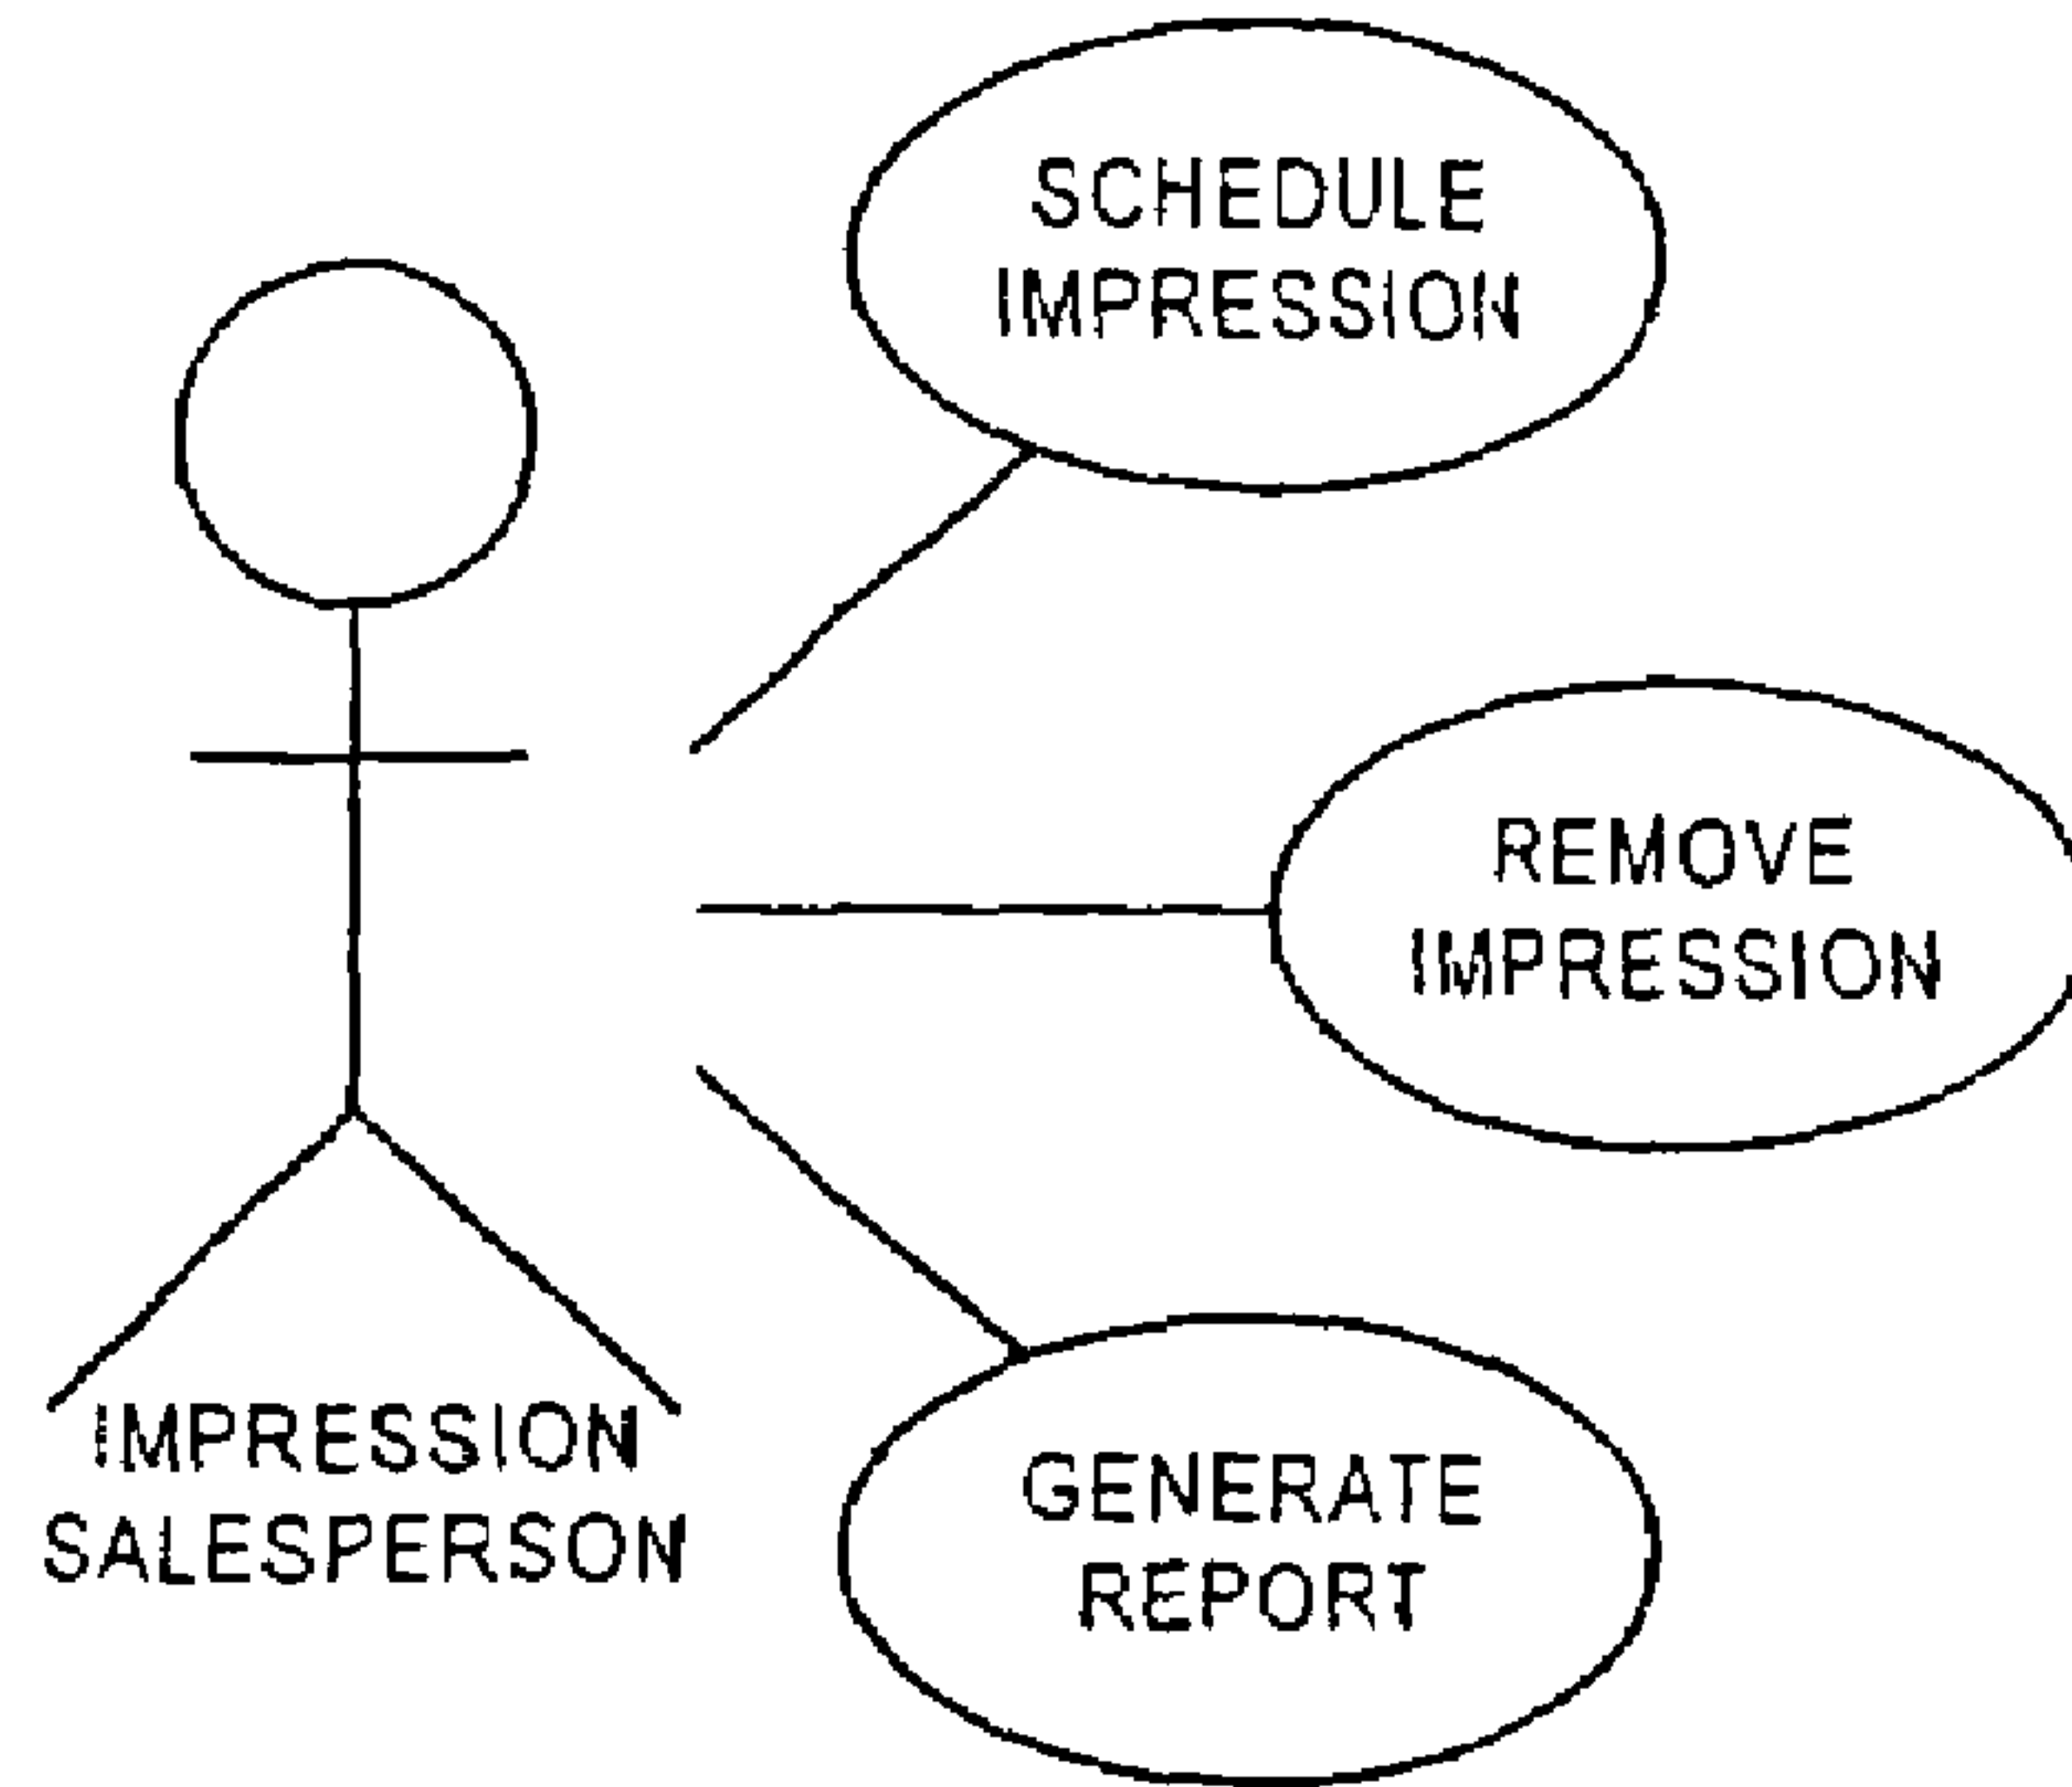 SCHEDULE
IMPRESSION
REMOVE
IMPRESSION
IMPRESSION
SALESPERSON
GENERATE
REPORT